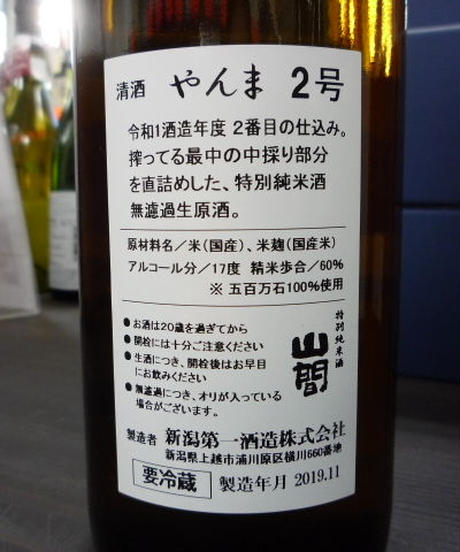 清酒 やんま 2号
令和1酒造年度 2番目の仕込み。
搾ってる最中の中採り部分
を直詰めした、特別純米酒
無濾過生原酒。
原材料名／米(国産)、米麹(国産米)
アルコール分／17度 精米歩合／60%
※ 五百万石100%使用
●お酒は20歳を過ぎてから
●開栓には十分ご注意ください
●生酒につき、開栓後はお早目
にお飲みください
●無濾過につき、オリが入っている
場合がございます。
特別純米酒
山間
製造者 新潟第一酒造株式会社
新潟県上越市浦川原区横川660番地
要冷蔵 製造年月 2019.11